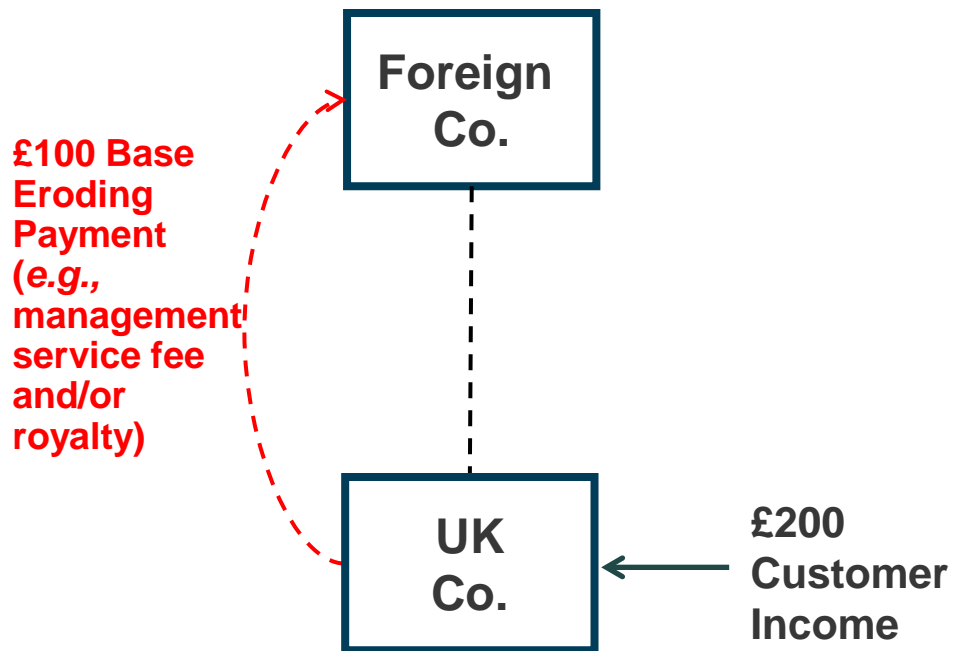 Foreign
Co.
£100 Base
Eroding
Payment
(e.g.,
management
service fee
and/or
royalty)
UK
Co.
£200
Customer
Income